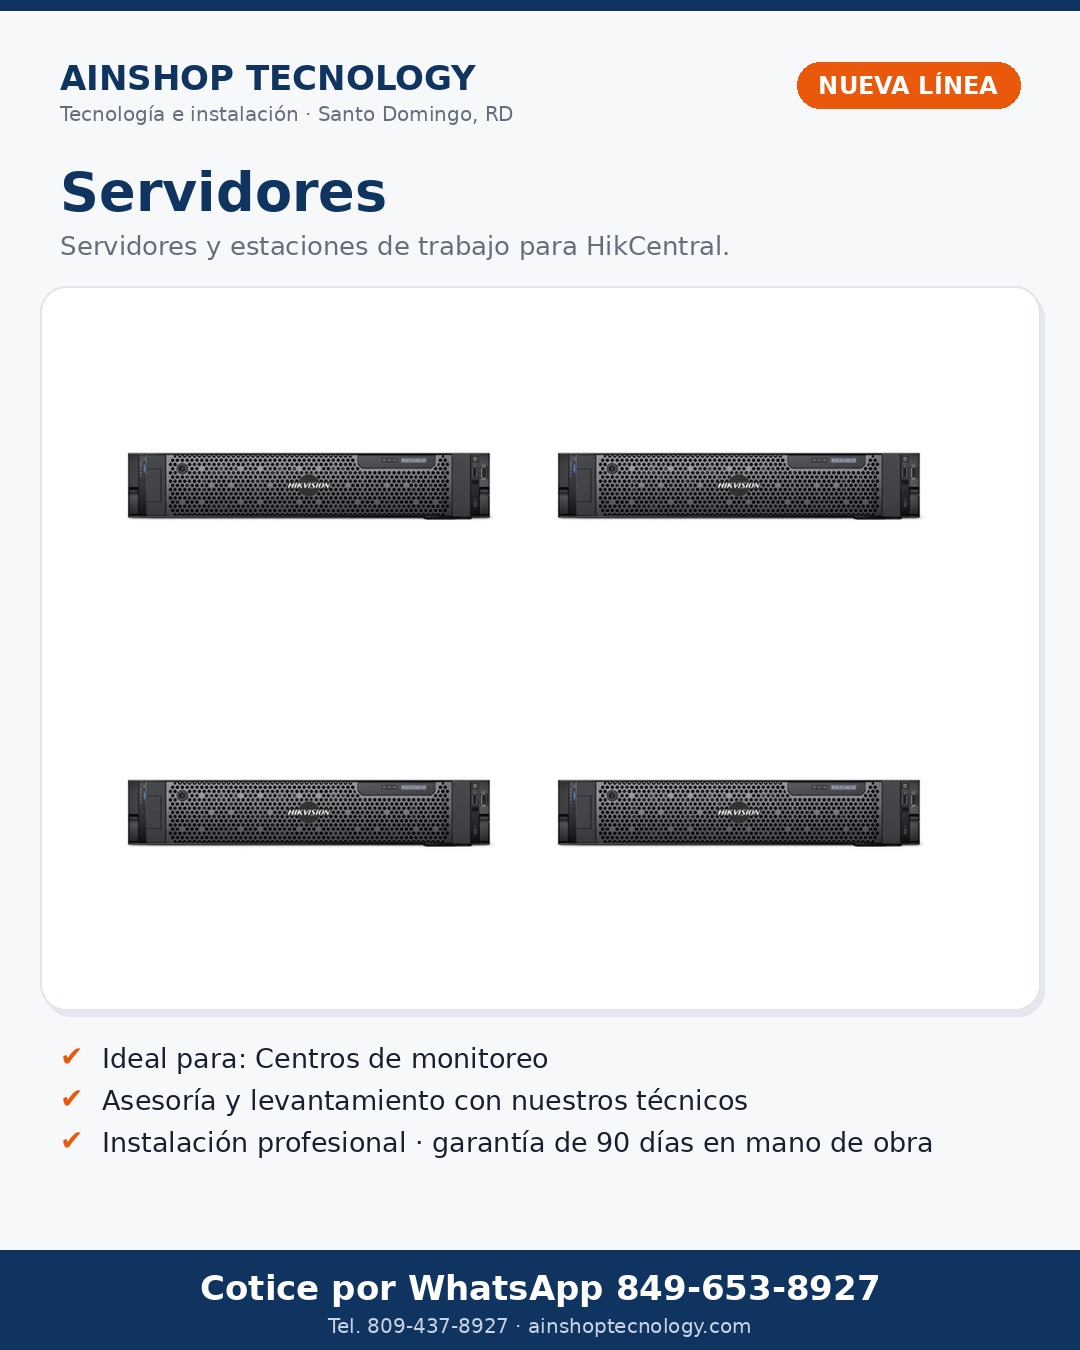 AINSHOP TECNOLOGY
Tecnología e instalación · Santo Domingo, RD
NUEVA LÍNEA
Servidores
Servidores y estaciones de trabajo para HikCentral.
HIKVISION
HIKVISION
HIKVISION
HIKVISION
✔ Ideal para: Centros de monitoreo
✔ Asesoría y levantamiento con nuestros técnicos
✔ Instalación profesional · garantía de 90 días en mano de obra
Cotice por WhatsApp 849-653-8927
Tel. 809-437-8927 · ainshoptecnology.com